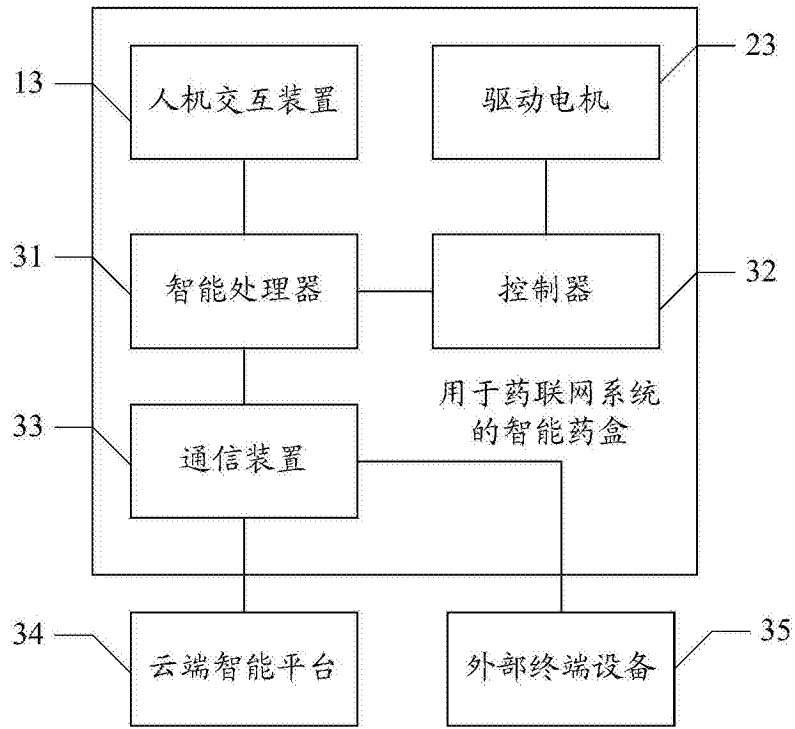 13
人机交互装置
驱动电机
23
31
智能处理器
控制器
32
33
通信装置
用于药联网系统
的智能药盒
34
云端智能平台
外部终端设备
35